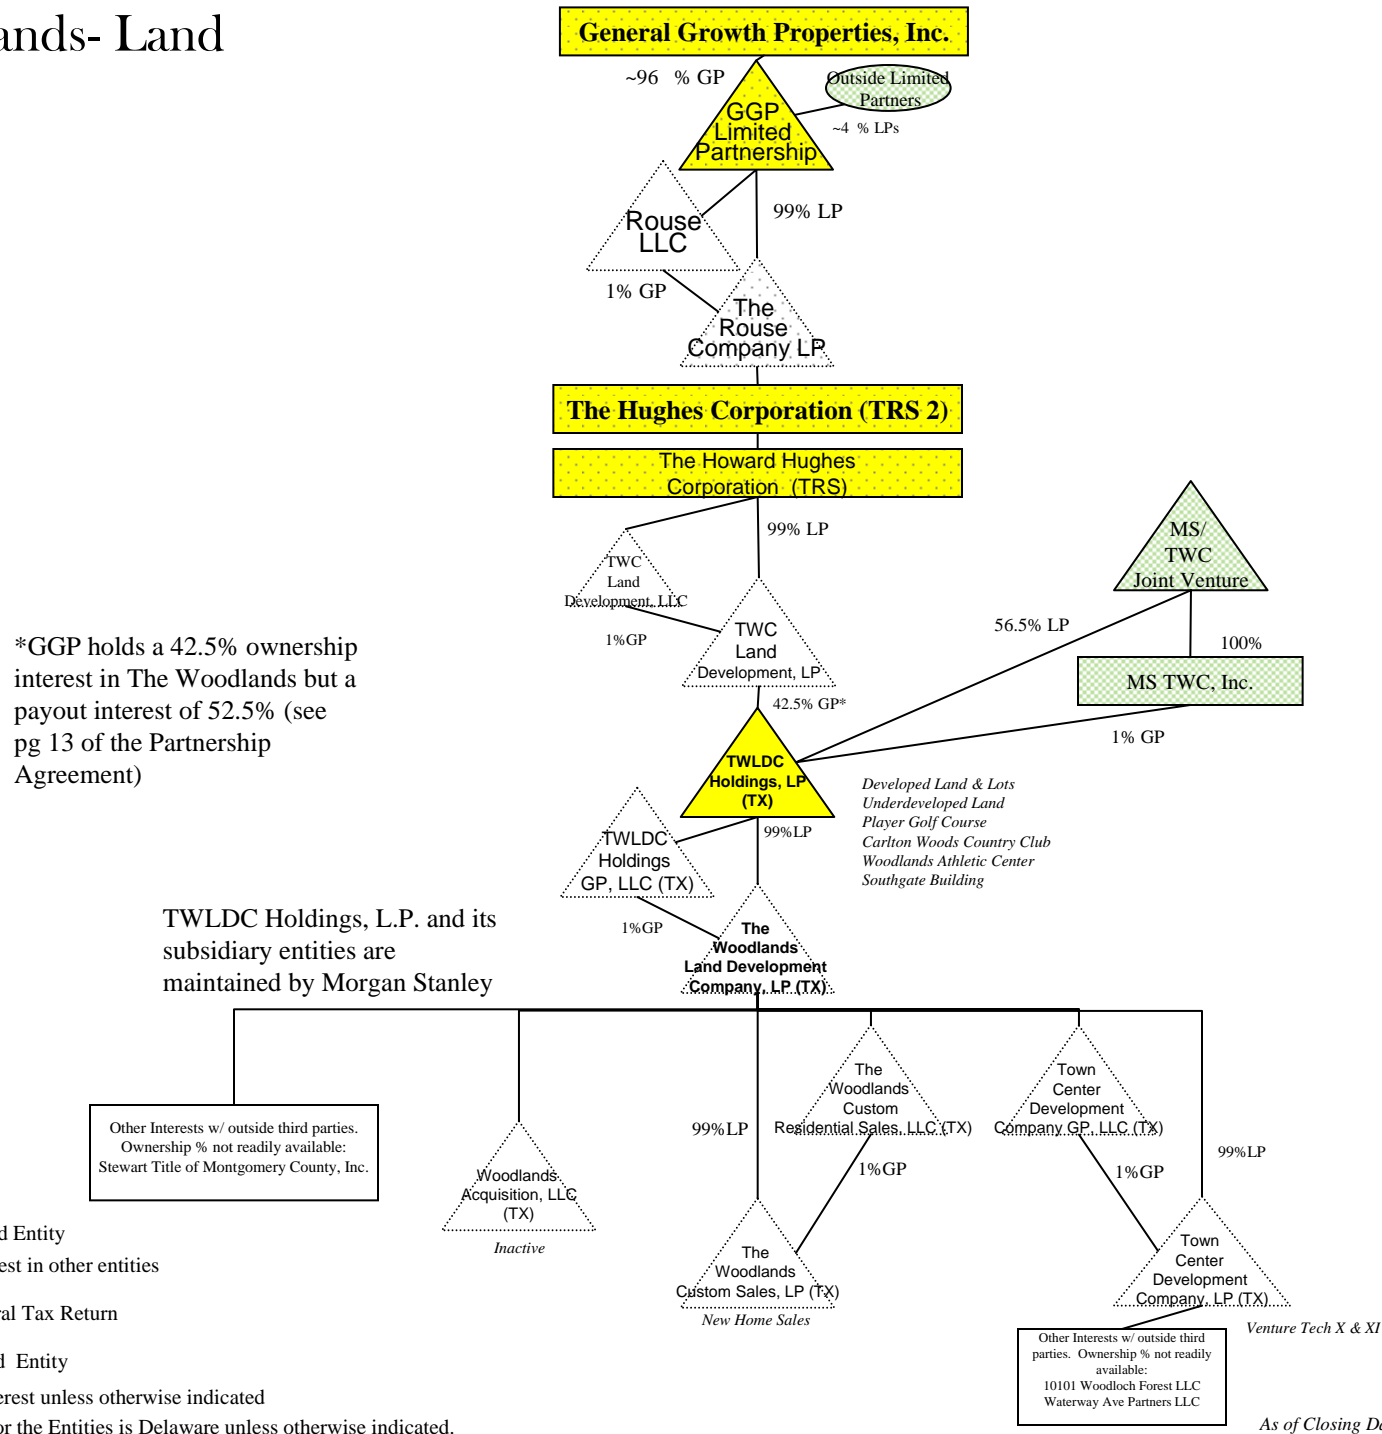 ands- Land
General Growth Properties, Inc.
~96 % GP
Outside Limited
Partners
GGP
Limited
Partnership
~4 % LPs
Rouse
LLC
99% LP
1% GP
The
Rouse
Company LP
The Hughes Corporation (TRS 2)
The Howard Hughes
Corporation (TRS)
99% LP
TWC
Land
Development, LLC
1%GP
TWC
Land
Development, LP
MS/
TWC
Joint Venture
56.5% LP
100%
MS TWC, Inc.
1% GP
*GGP holds a 42.5% ownership
interest in The Woodlands but a
payout interest of 52.5% (see
pg 13 of the Partnership
Agreement)
42.5% GP*
TWLDC
Holdings, LP
(TX)
Developed Land & Lots
Underdeveloped Land
Player Golf Course
Carlton Woods Country Club
Woodlands Athletic Center
Southgate Building
99%LP
TWLDC
Holdings
GP, LLC (TX)
1%GP
The
Woodlands
Land Development
Company, LP (TX)
TWLDC Holdings, L.P. and its
subsidiary entities are
maintained by Morgan Stanley
Other Interests w/ outside third parties.
Ownership % not readily available:
Stewart Title of Montgomery County, Inc.
Woodlands
Acquisition, LLC
(TX)
Inactive
99%LP
The
Woodlands
Custom
Residential Sales, LLC (TX)
1%GP
The
Woodlands
Custom Sales, LP (TX)
New Home Sales
Town
Center
Development
Company GP, LLC (TX)
1%GP
99%LP
Town
Center
Development
Company, LP (TX)
Venture Tech X & XI
Other Interests w/ outside third
parties. Ownership % not readily
available:
10101 Woodloch Forest LLC
Waterway Ave Partners LLC
d Entity
est in other entities
ral Tax Return
d Entity
erest unless otherwise indicated
or the Entities is Delaware unless otherwise indicated.
As of Closing Da